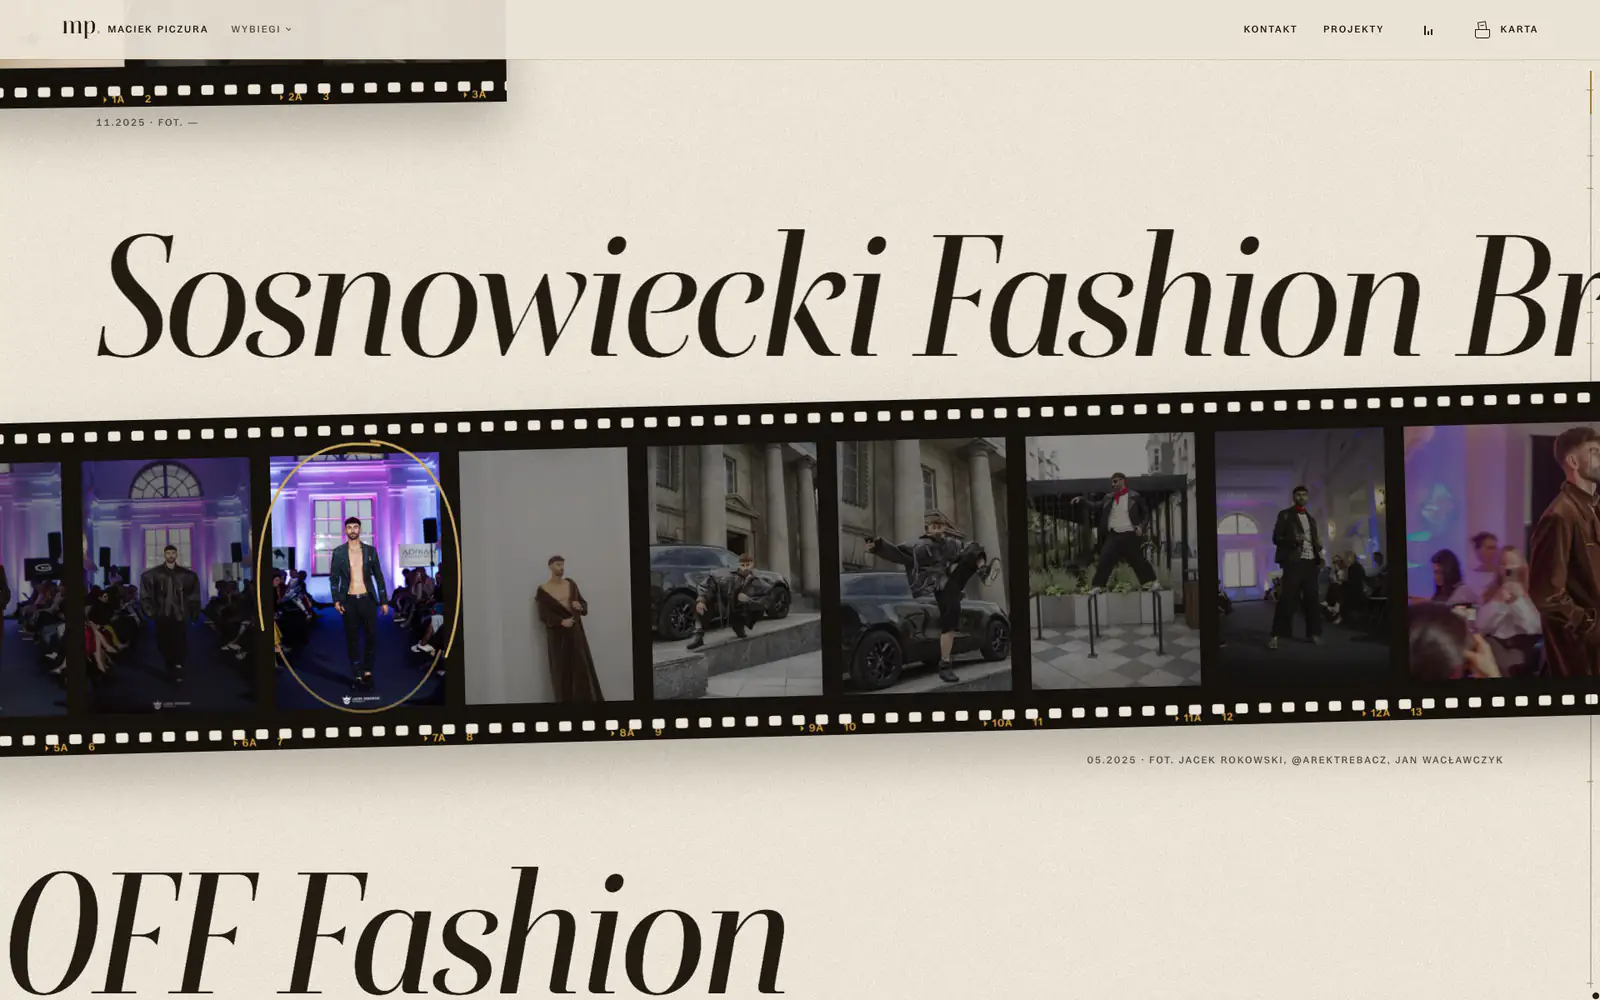 mp. MACIEK PICZURA WYBIEGI KONTAKT PROJEKTY KARTA
1A 2 2A 3 3A
11.2025 · FOT. —
Sosnowiecki Fashion Br
5A 6 6A 7 7A 8 8A 9 9A 10 10A 11 11A 12 12A 13
05.2025 · FOT. JACEK ROKOWSKI, @AREKTREBACZ, JAN WACŁAWCZYK
OFF Fashion